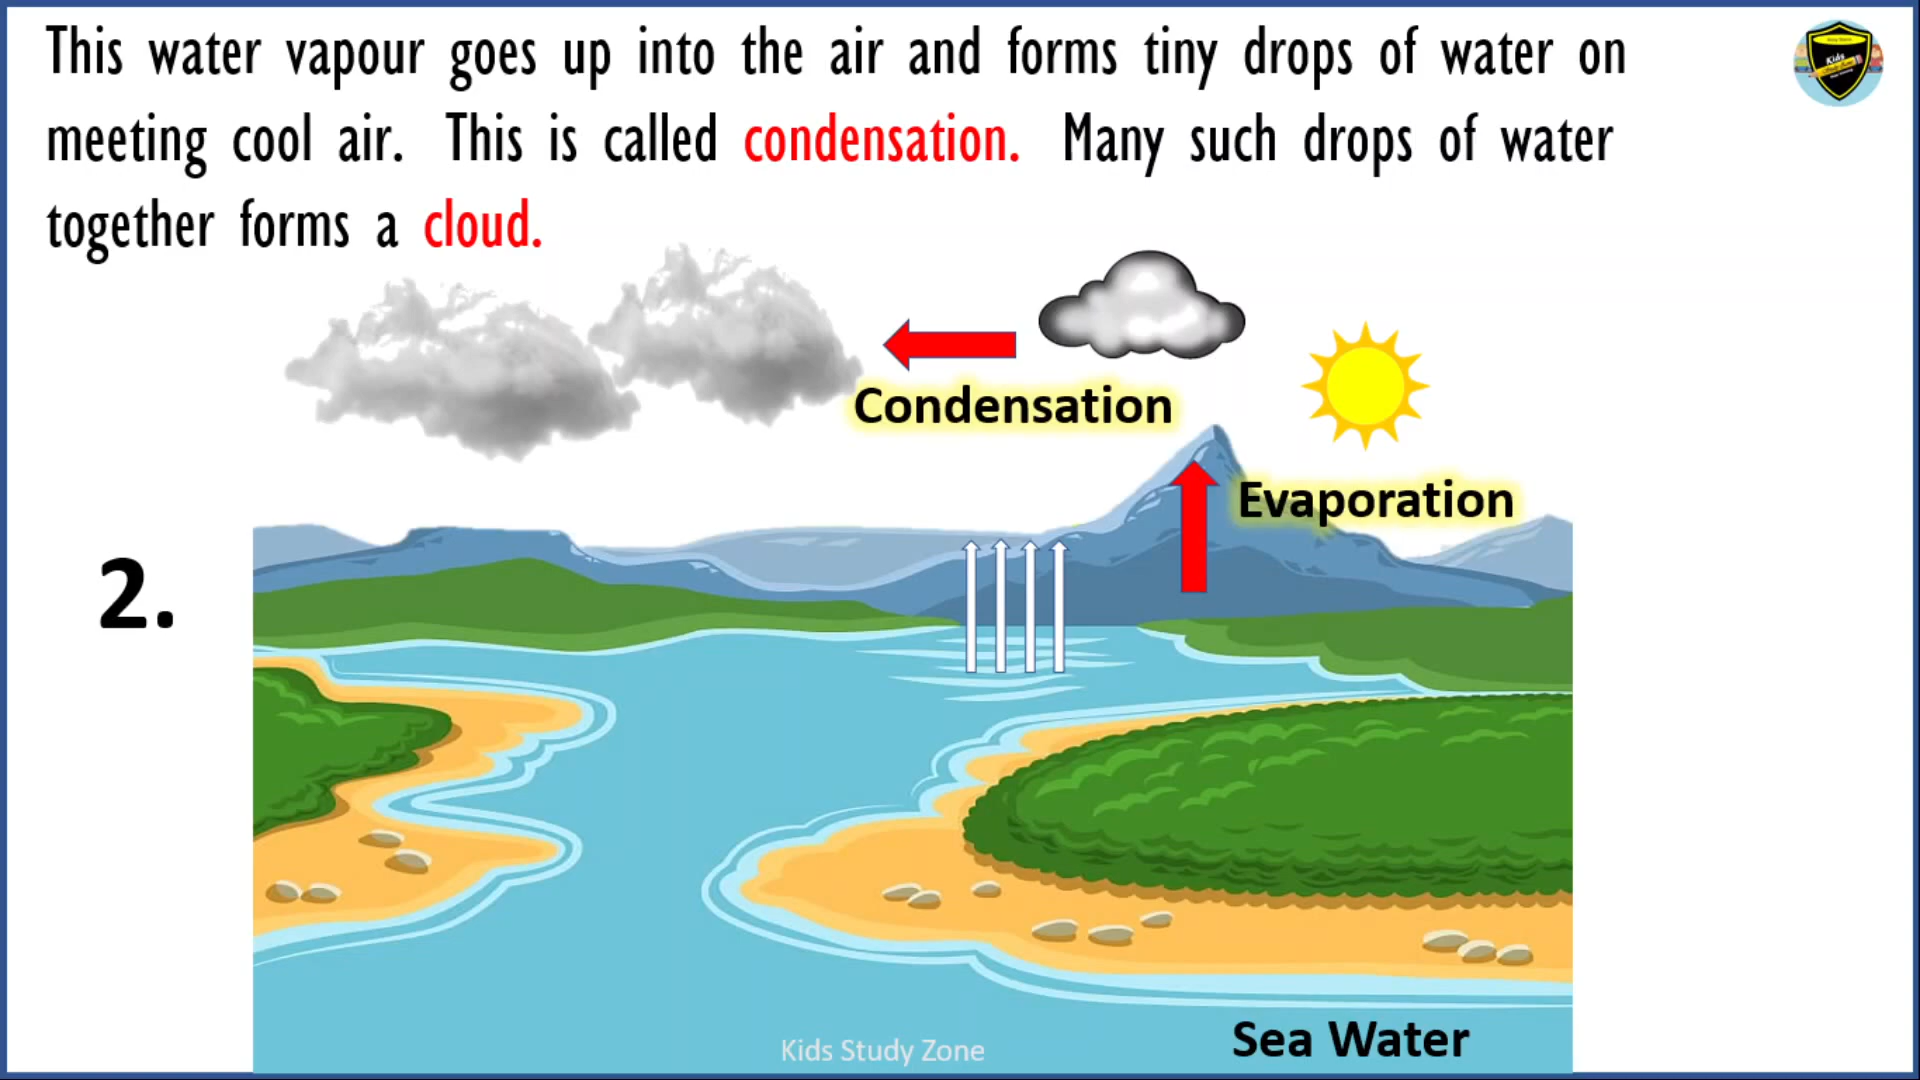 This water vapour goes up into the air and forms tiny drops of water on
meeting cool air. This is called condensation. Many such drops of water
together forms a cloud.
Kids
Condensation
Evaporation
2.
Kids Study Zone
Sea Water